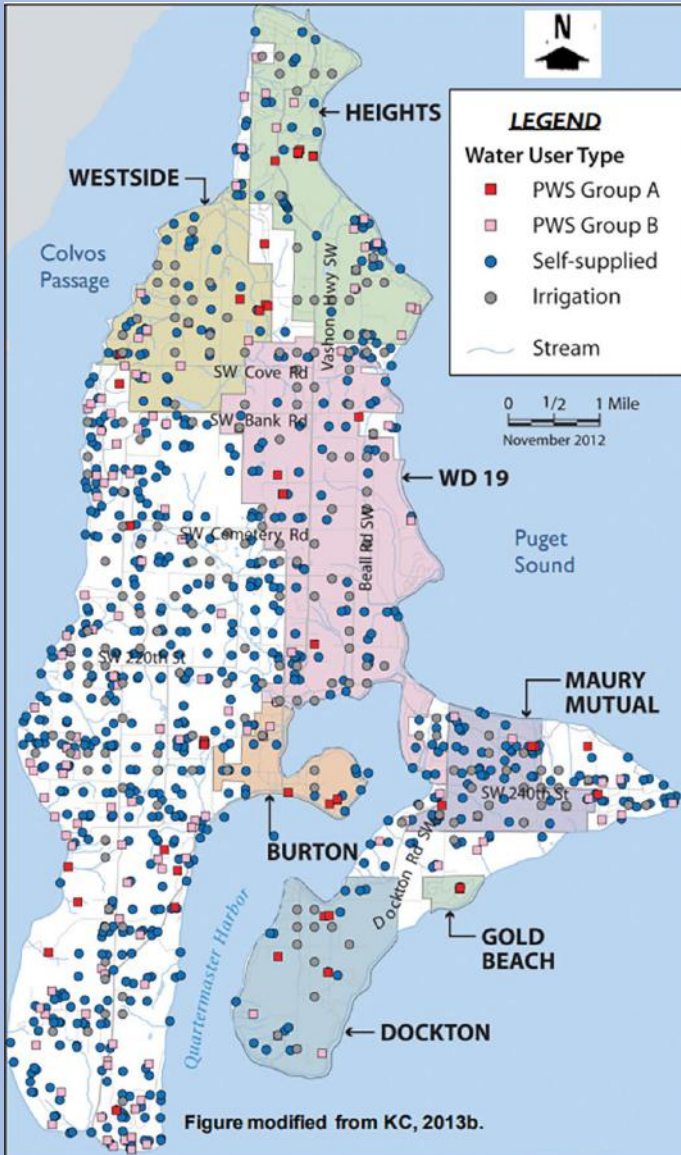 N
HEIGHTS
LEGEND
Water User Type
PWS Group A
PWS Group B
Self-supplied
Irrigation
Stream
WESTSIDE
Colvos
Passage
Vashon Hwy SW
SW Cove Rd
0 1/2 1 Mile
November 2012
SW Bank Rd
WD 19
SW Cemetery Rd
Beall Rd SW
Puget
Sound
SW 220th St
MAURY
MUTUAL
SW 240th St
BURTON
Dockton Rd SW
GOLD
BEACH
Quartermaster Harbor
DOCKTON
Figure modified from KC, 2013b.